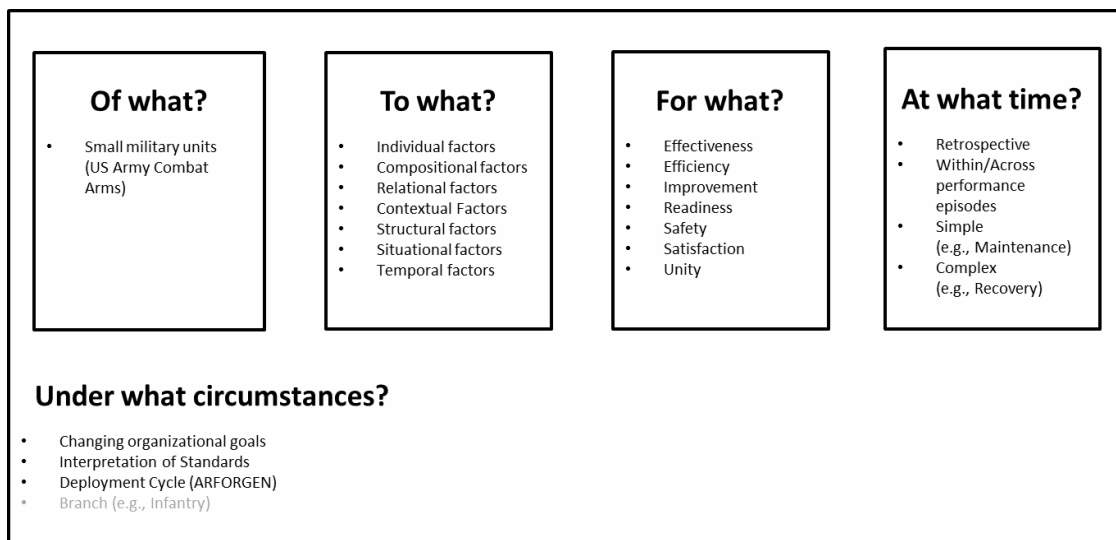 Of what?
• Small military units
(US Army Combat
Arms)
To what?
• Individual factors
• Compositional factors
• Relational factors
• Contextual Factors
• Structural factors
• Situational factors
• Temporal factors
For what?
• Effectiveness
• Efficiency
• Improvement
• Readiness
• Safety
• Satisfaction
• Unity
At what time?
• Retrospective
• Within/Across
performance
episodes
• Simple
(e.g., Maintenance)
• Complex
(e.g., Recovery)
Under what circumstances?
• Changing organizational goals
• Interpretation of Standards
• Deployment Cycle (ARFORGEN)
• Branch (e.g., Infantry)